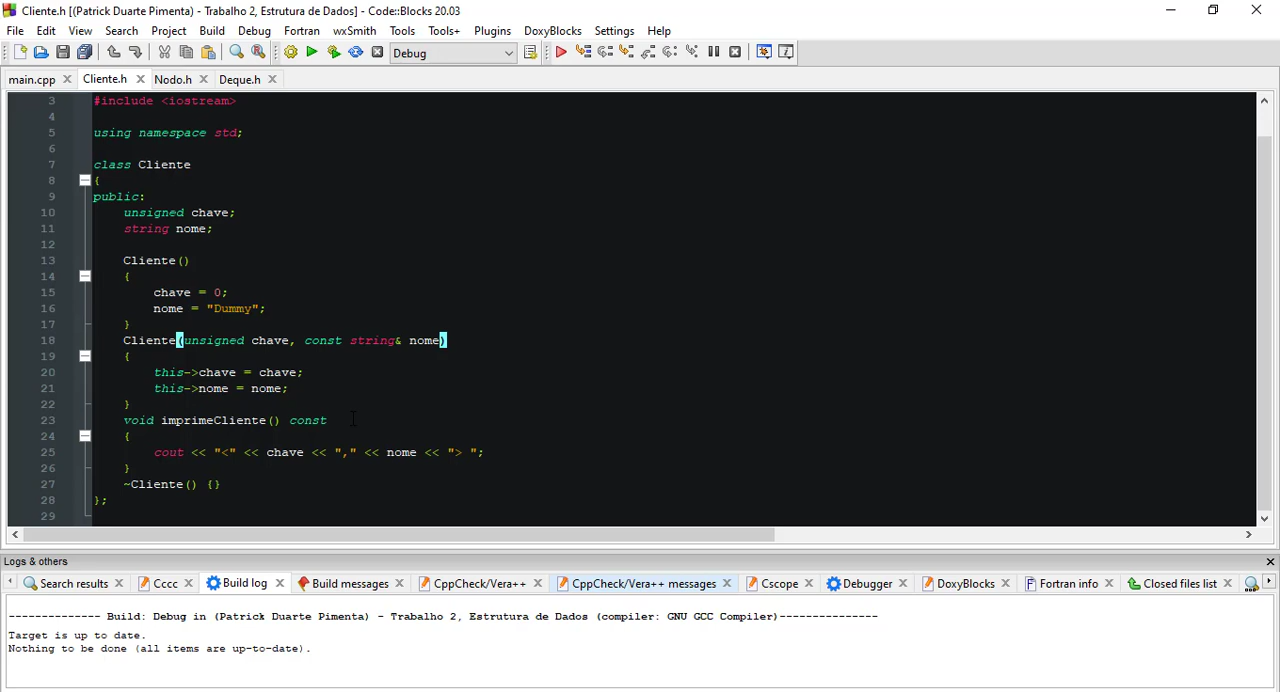 Cliente.h [(Patrick Duarte Pimenta) - Trabalho 2, Estrutura de Dados] - Code::Blocks 20.03
File Edit View Search Project Build Debug Fortran wxSmith Tools Tools+ Plugins DoxyBlocks Settings Help
Debug
main.cpp Cliente.h Nodo.h Deque.h
3 #include <iostream>
4
5 using namespace std;
6
7 class Cliente
8 {
9 public:
10 unsigned chave;
11 string nome;
12
13 Cliente()
14 {
15 chave = 0;
16 nome = "Dummy";
17 }
18 Cliente(unsigned chave, const string& nome)
19 {
20 this->chave = chave;
21 this->nome = nome;
22 }
23 void imprimeCliente() const
24 {
25 cout << "<" << chave << "," << nome << "> ";
26 }
27 ~Cliente() {}
28 };
29
Logs & others
Search results Cccc Build log Build messages CppCheck/Vera++ CppCheck/Vera++ messages Cscope Debugger DoxyBlocks Fortran info Closed files list
-------------- Build: Debug in (Patrick Duarte Pimenta) - Trabalho 2, Estrutura de Dados (compiler: GNU GCC Compiler)---------------
Target is up to date.
Nothing to be done (all items are up-to-date).